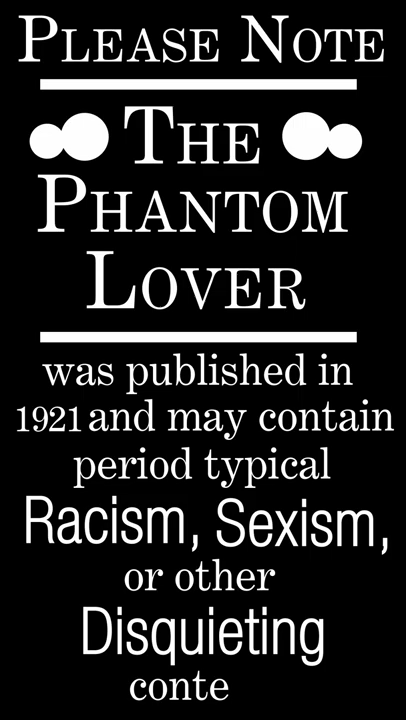 Please Note
The
Phantom
Lover
was published in
1921 and may contain
period typical
Racism, Sexism,
or other
Disquieting
conte